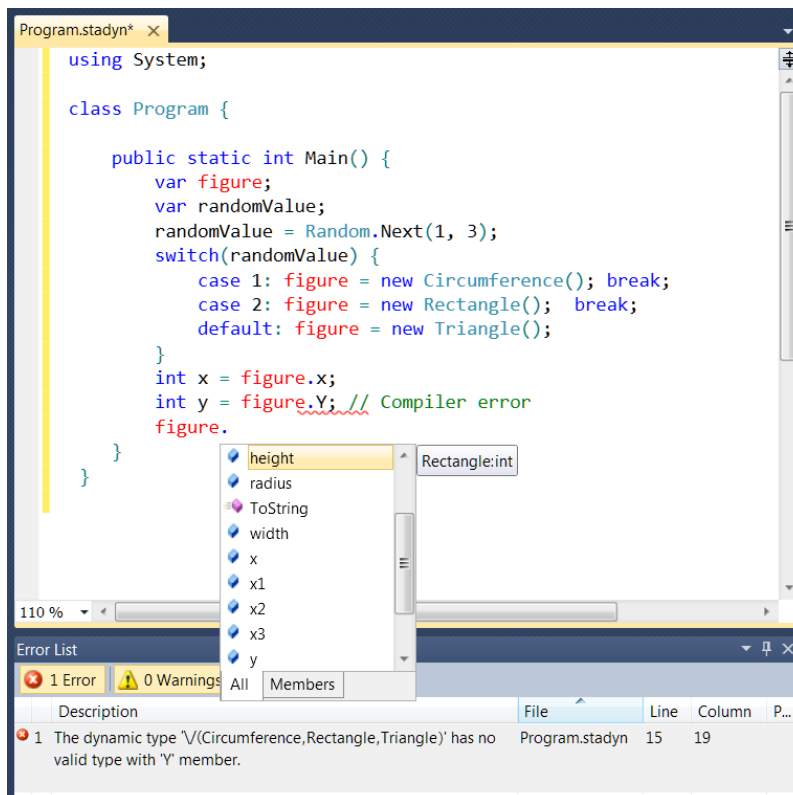 Program.stadyn*
using System;
class Program {
public static int Main() {
var figure;
var randomValue;
randomValue = Random.Next(1, 3);
switch(randomValue) {
case 1: figure = new Circumference(); break;
case 2: figure = new Rectangle();  break;
default: figure = new Triangle();
}
int x = figure.x;
int y = figure.Y; // Compiler error
figure.
}
}
height
Rectangle:int
radius
ToString
width
x
x1
x2
x3
y
All Members
110 %
Error List
1 Error 0 Warnings
Description File Line Column P...
1 The dynamic type '\/(Circumference,Rectangle,Triangle)' has no Program.stadyn 15 19
valid type with 'Y' member.